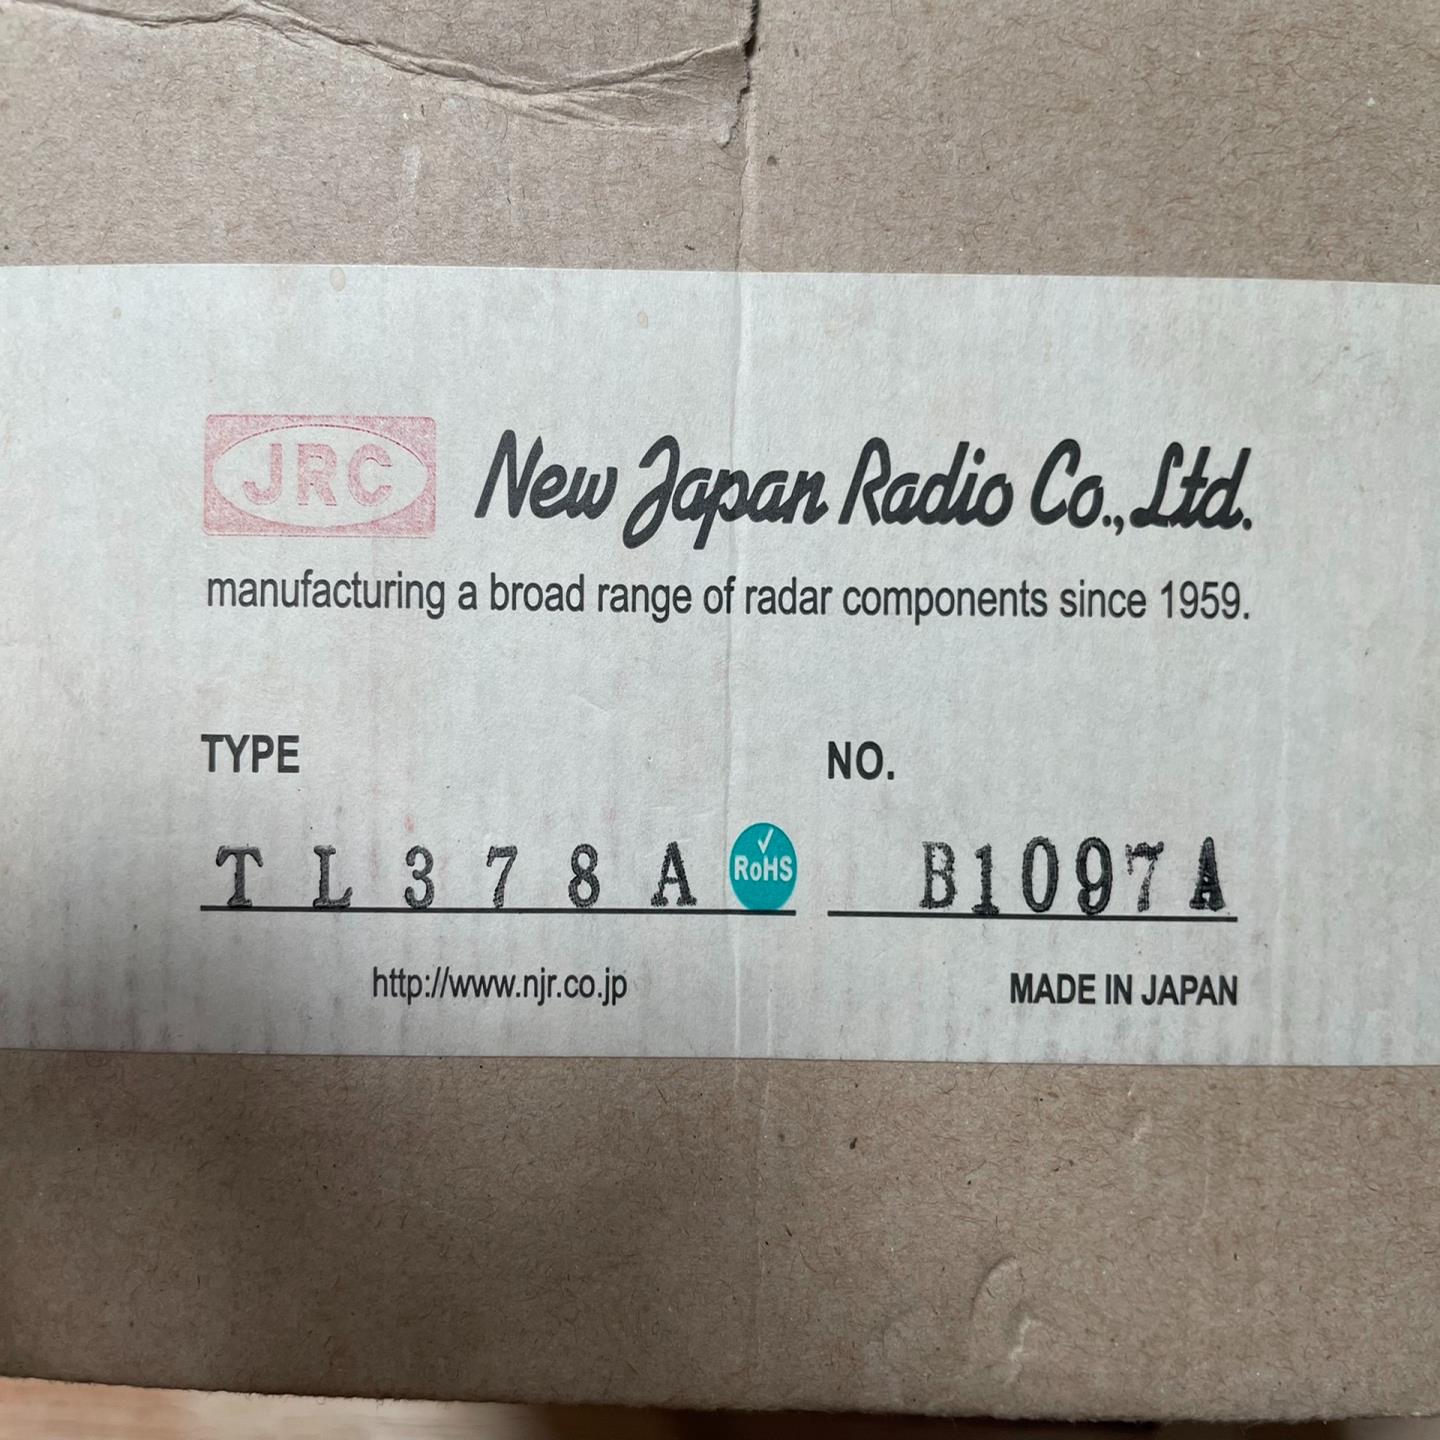 JRC New Japan Radio Co., Ltd.
manufacturing a broad range of radar components since 1959.
TYPE NO.
TL378A RoHS B1097A
http://www.njr.co.jp MADE IN JAPAN